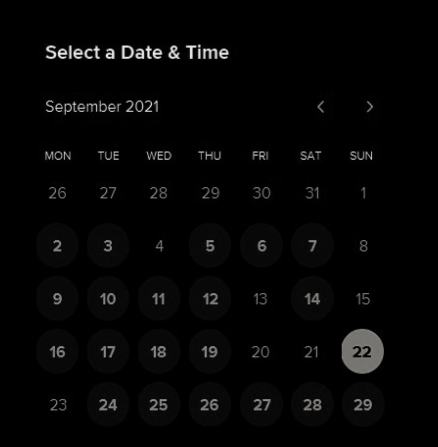 Select a Date & Time
September 2021
MON TUE WED THU FRI SAT SUN
26 27 28 29 30 31 1
2 3 4 5 6 7 8
9 10 11 12 13 14 15
16 17 18 19 20 21 22
23 24 25 26 27 28 29